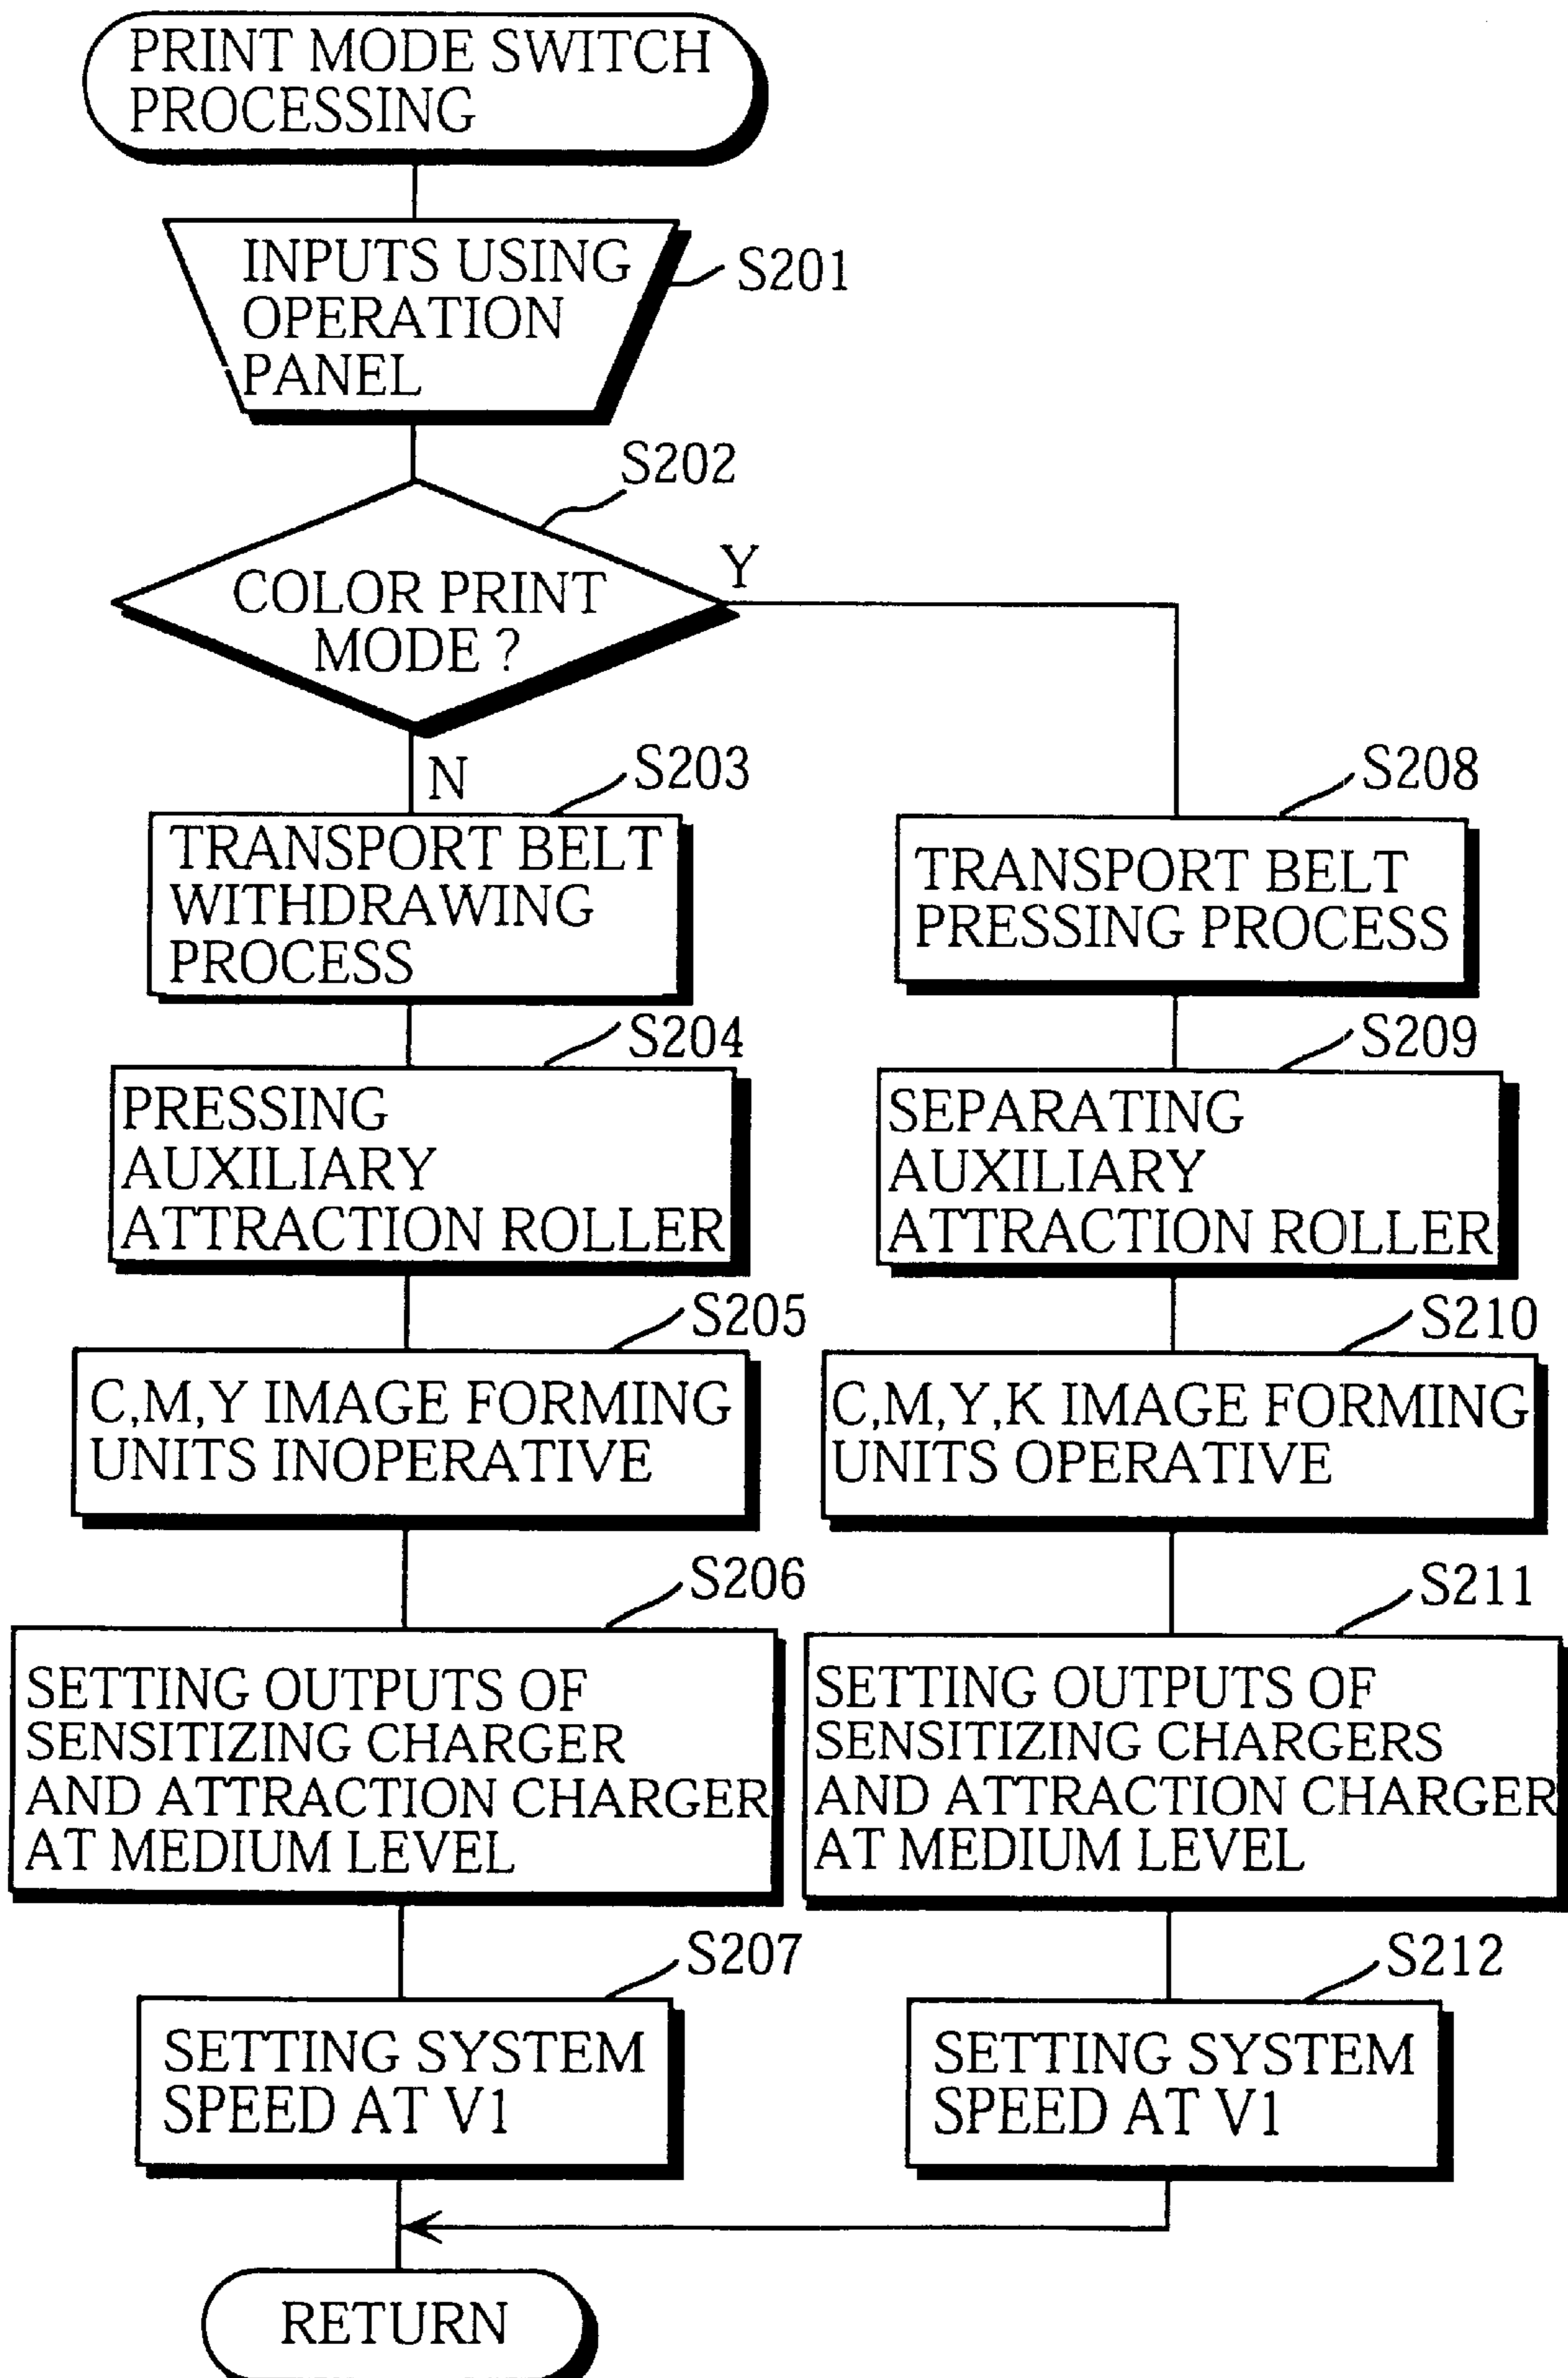 PRINT MODE SWITCH
PROCESSING
INPUTS USING
OPERATION
PANEL
S201
S202
COLOR PRINT
MODE ?
Y
N
S203
TRANSPORT BELT
WITHDRAWING
PROCESS
S204
PRESSING
AUXILIARY
ATTRACTION ROLLER
S205
C,M,Y IMAGE FORMING
UNITS INOPERATIVE
S206
SETTING OUTPUTS OF
SENSITIZING CHARGER
AND ATTRACTION CHARGER
AT MEDIUM LEVEL
S207
SETTING SYSTEM
SPEED AT V1
S208
TRANSPORT BELT
PRESSING PROCESS
S209
SEPARATING
AUXILIARY
ATTRACTION ROLLER
S210
C,M,Y,K IMAGE FORMING
UNITS OPERATIVE
S211
SETTING OUTPUTS OF
SENSITIZING CHARGERS
AND ATTRACTION CHARGER
AT MEDIUM LEVEL
S212
SETTING SYSTEM
SPEED AT V1
RETURN